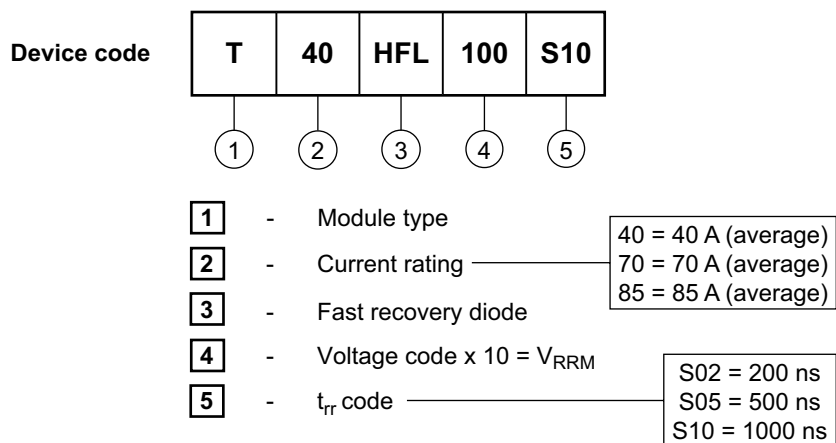 Device code T 40 HFL 100 S10
1 2 3 4 5
1 - Module type
2 - Current rating
40 = 40 A (average)
70 = 70 A (average)
85 = 85 A (average)
3 - Fast recovery diode
4 - Voltage code x 10 = VRRM
5 - trr code
S02 = 200 ns
S05 = 500 ns
S10 = 1000 ns